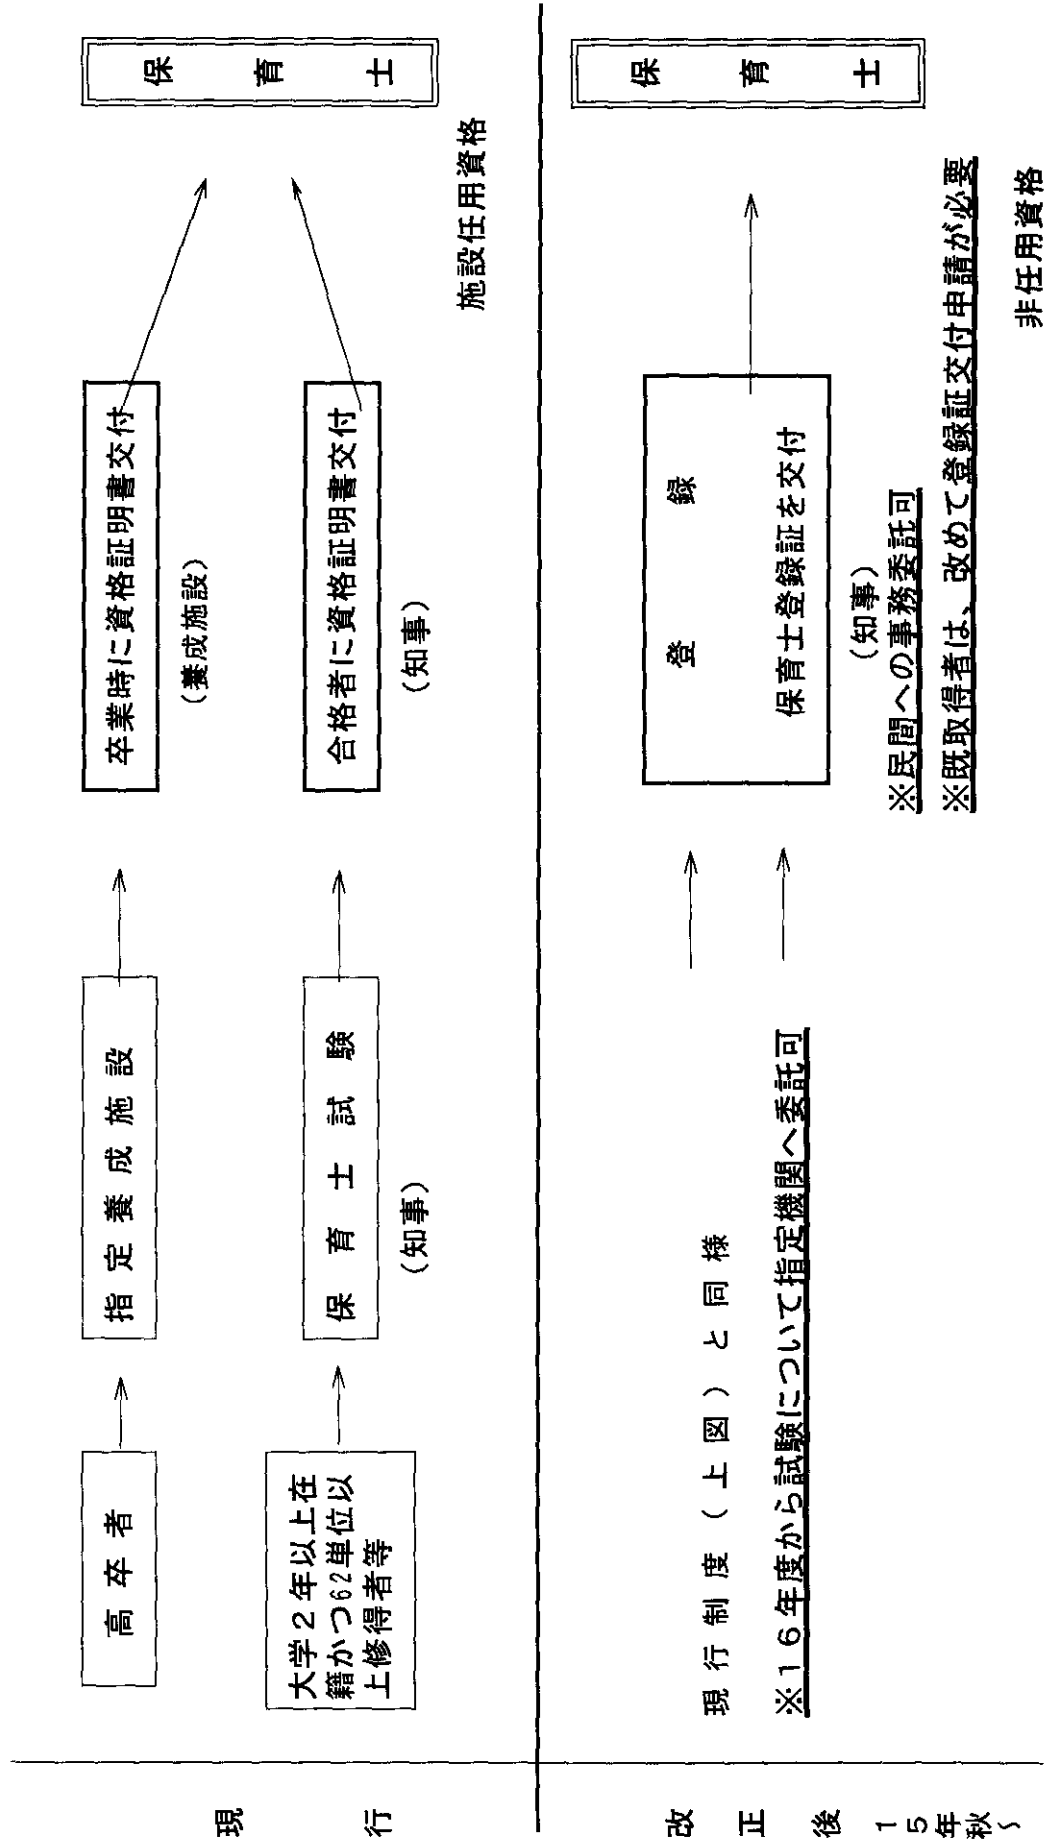 現行
高卒者
指定養成施設
卒業時に資格証明書交付
(養成施設)
大学2年以上在
籍かつ62単位以
上修得者等
保育士試験
(知事)
合格者に資格証明書交付
(知事)
保育士
施設任用資格
改正後
15年秋~
現行制度(上図)と同様
※16年度から試験について指定機関へ委託可
登録
保育士登録証を交付
(知事)
※民間への事務委託可
※既取得者は、改めて登録証交付申請が必要
保育士
非任用資格